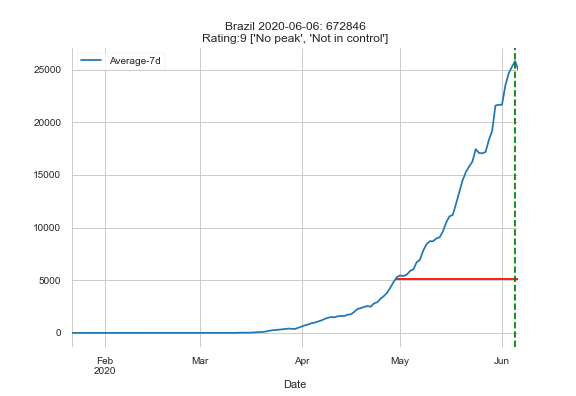 Brazil 2020-06-06: 672846
Rating:9 ['No peak', 'Not in control']
Average-7d
25000
20000
15000
10000
5000
0
Feb Mar Apr May Jun
2020
Date